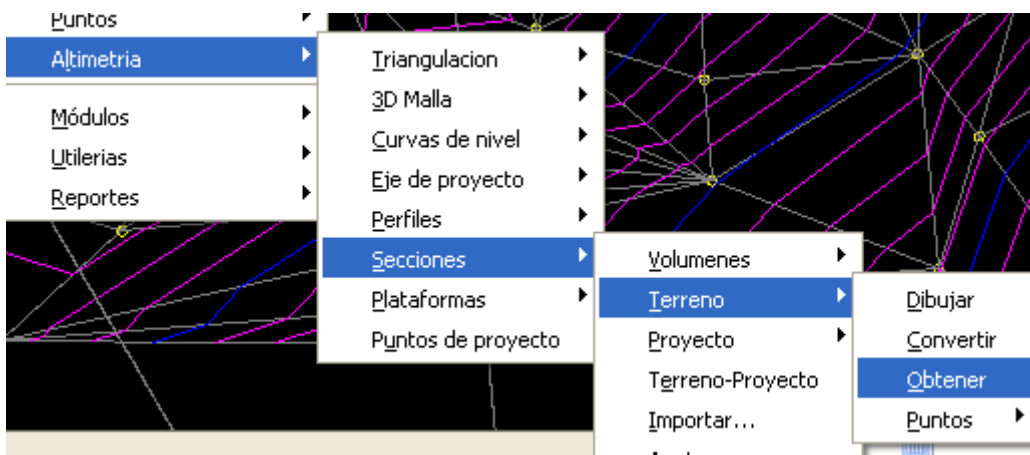 Puntos
Altimetria
Módulos
Utilerias
Reportes
Triangulacion
3D Malla
Curvas de nivel
Eje de proyecto
Perfiles
Secciones
Plataformas
Puntos de proyecto
Volumenes
Terreno
Proyecto
Terreno-Proyecto
Importar...
Dibujar
Convertir
Obtener
Puntos